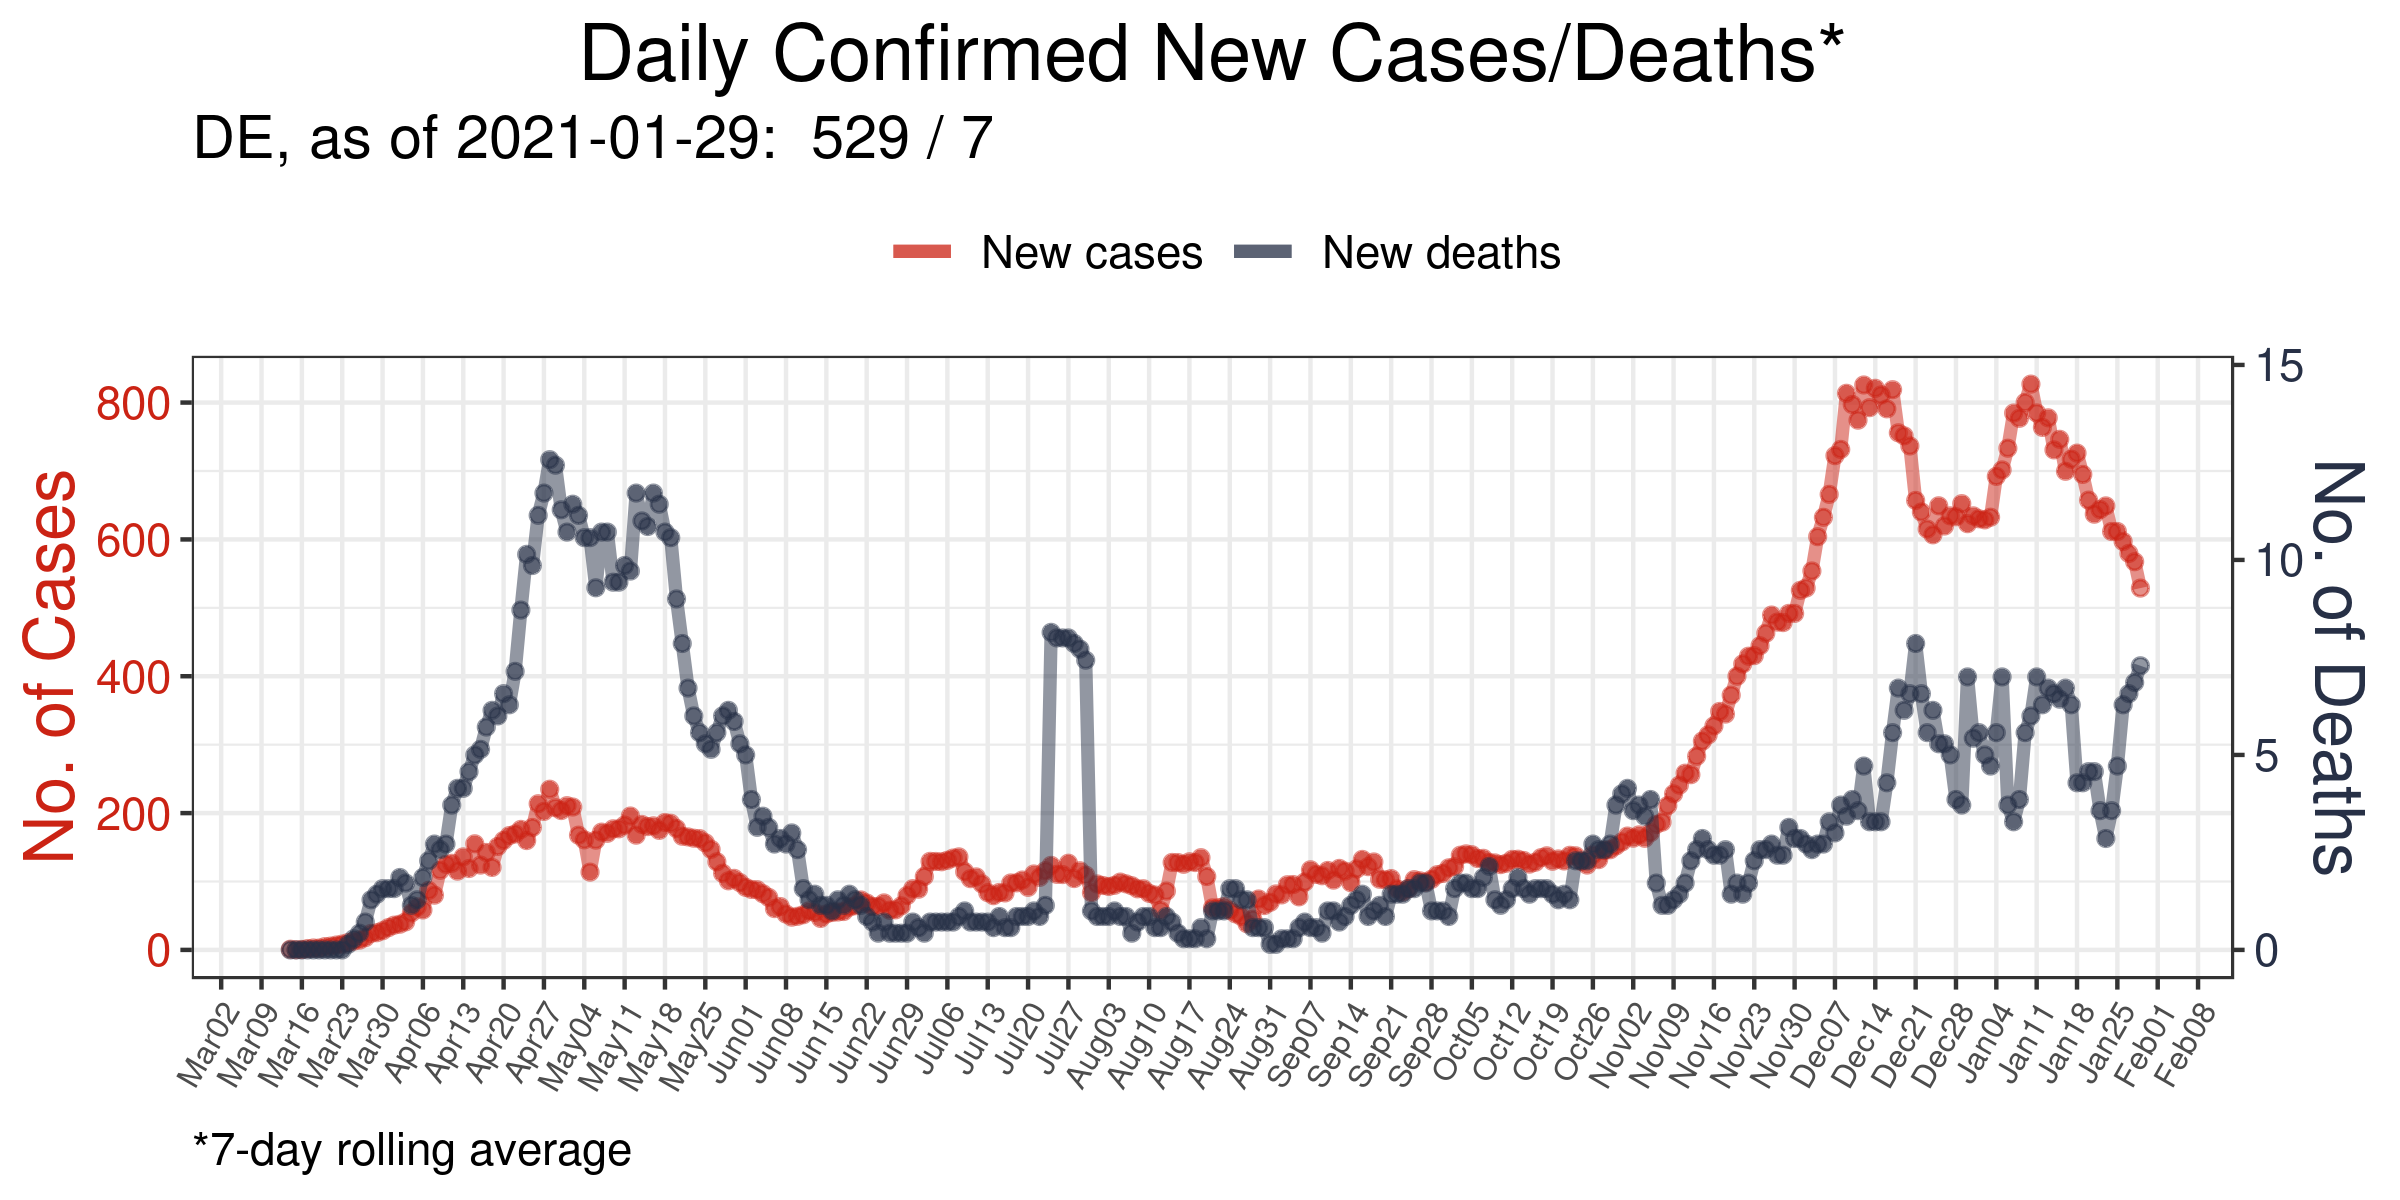 Daily Confirmed New Cases/Deaths*
DE, as of 2021-01-29:  529 / 7
New cases
New deaths
No. of Cases
800
600
400
200
0
15
10
5
0
No. of Deaths
Mar02
Mar09
Mar16
Mar23
Mar30
Apr06
Apr13
Apr20
Apr27
May04
May11
May18
May25
Jun01
Jun08
Jun15
Jun22
Jun29
Jul06
Jul13
Jul20
Jul27
Aug03
Aug10
Aug17
Aug24
Aug31
Sep07
Sep14
Sep21
Sep28
Oct05
Oct12
Oct19
Oct26
Nov02
Nov09
Nov16
Nov23
Nov30
Dec07
Dec14
Dec21
Dec28
Jan04
Jan11
Jan18
Jan25
Feb01
Feb08
*7-day rolling average